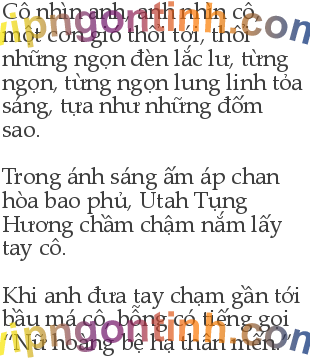 Cô nhìn anh, anh nhìn cô,
một cơn gió thổi tới, thổi
những ngọn đèn lắc lư, từng
ngọn, từng ngọn lung linh tỏa
sáng, tựa như những đốm
sao.
Trong ánh sáng ấm áp chan
hòa bao phủ, Utah Tụng
Hương chầm chậm nắm lấy
tay cô.
Khi anh đưa tay chạm gần tới
bầu má cô, bỗng có tiếng gọi
“Nữ hoàng bệ hạ thân mến.”
vipngontinh.com
vipngontinh.com